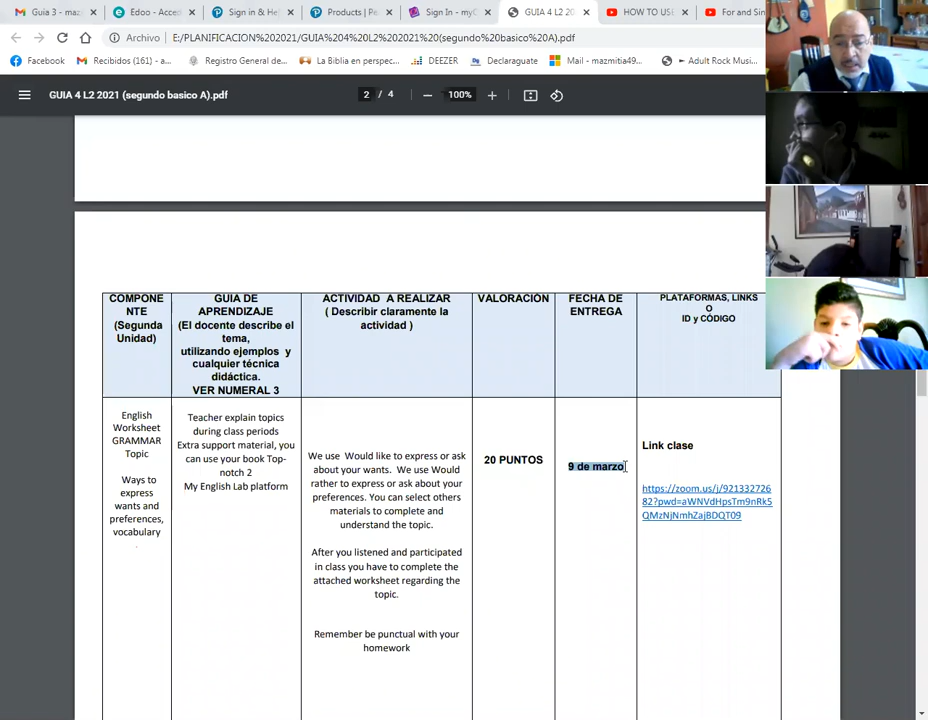 Guia 3 - maz
Edoo - Acce
Sign in & He
Products | Pe
Sign In - myC
GUIA 4 L2 20
HOW TO USE
For and Sin
Archivo | E:/PLANIFICACION%202021/GUIA%204%20L2%202021%20(segundo%20basico%20A).pdf
Facebook
Recibidos (161) - a...
Registro General de...
La Biblia en perspec...
DEEZER
Declaraguate
Mail - mazmitia49...
► Adult Rock Musi...
GUIA 4 L2 2021 (segundo basico A).pdf
2 / 4
100%
COMPONE
NTE
(Segunda
Unidad)
GUIA DE
APRENDIZAJE
(El docente describe el
tema,
utilizando ejemplos y
cualquier técnica
didáctica.
VER NUMERAL 3
ACTIVIDAD A REALIZAR
( Describir claramente la
actividad )
VALORACIÓN
FECHA DE
ENTREGA
PLATAFORMAS, LINKS
O
ID y CÓDIGO
English
Worksheet
GRAMMAR
Topic
Ways to
express
wants and
preferences,
vocabulary
.
Teacher explain topics
during class periods
Extra support material, you
can use your book Top-
notch 2
My English Lab platform
We use Would like to express or ask
about your wants. We use Would
rather to express or ask about your
preferences. You can select others
materials to complete and
understand the topic.
After you listened and participated
in class you have to complete the
attached worksheet regarding the
topic.
Remember be punctual with your
homework
20 PUNTOS
9 de marzo
Link clase
https://zoom.us/j/921332726
82?pwd=aWNVdHpsTm9nRk5
QMzNjNmhZajBDQT09